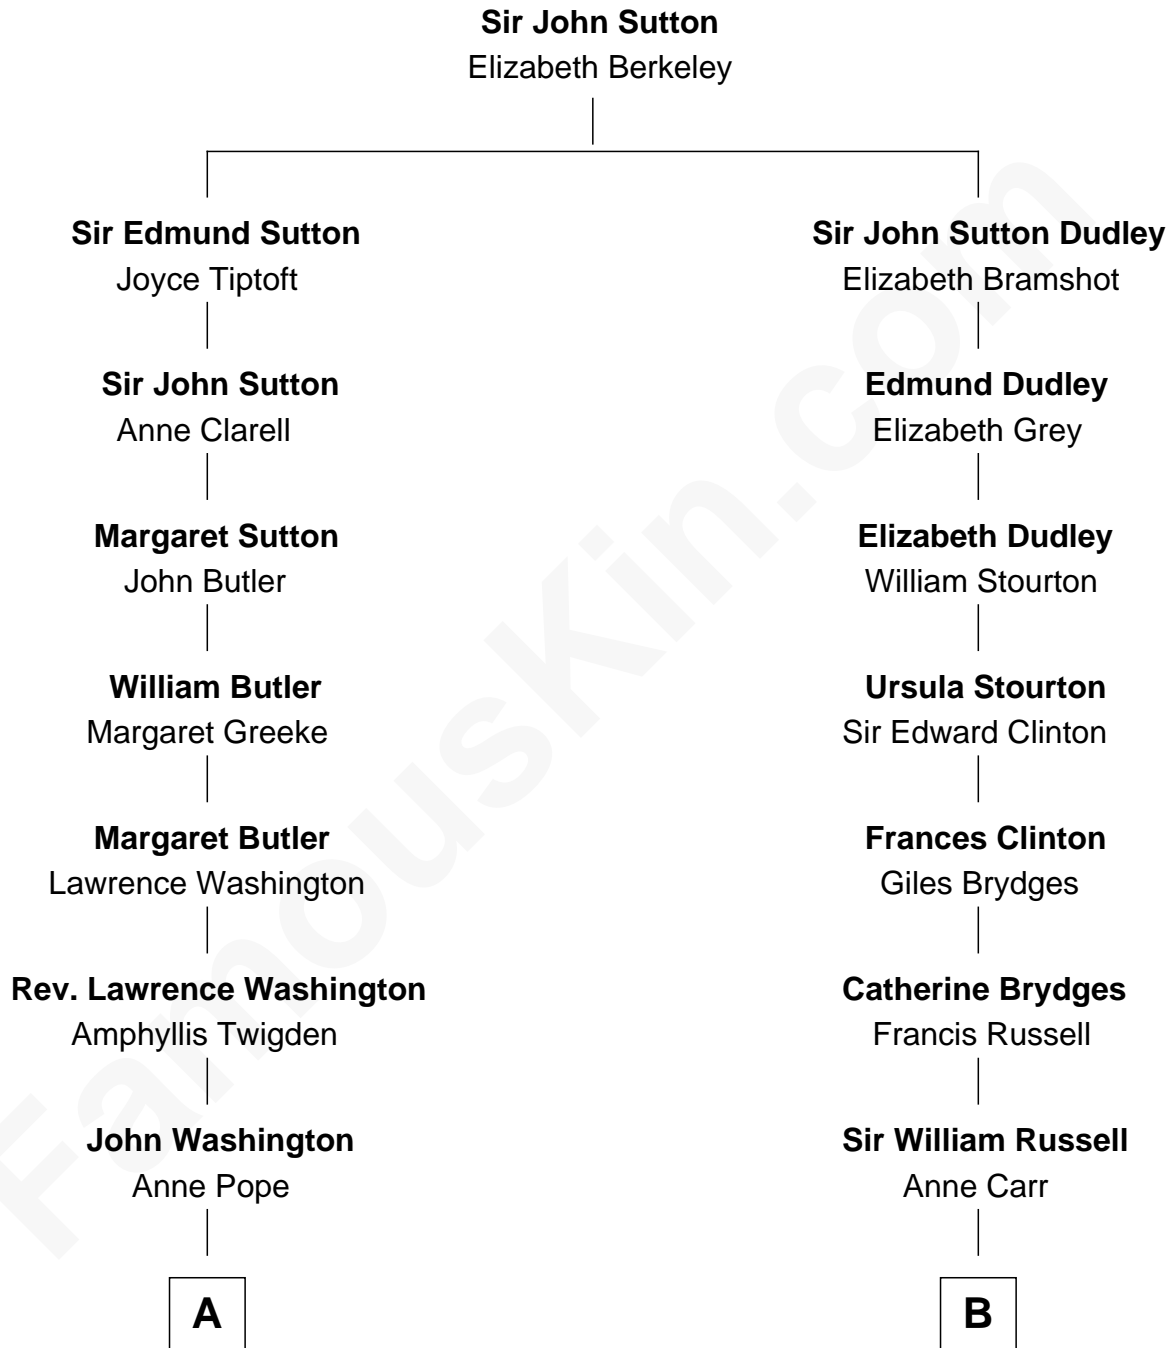 Sir John Sutton
Elizabeth Berkeley
Sir Edmund Sutton
Joyce Tiptoft
Sir John Sutton
Anne Clarell
Margaret Sutton
John Butler
William Butler
Margaret Greeke
Margaret Butler
Lawrence Washington
Rev. Lawrence Washington
Amphyllis Twigden
John Washington
Anne Pope
A
Sir John Sutton Dudley
Elizabeth Bramshot
Edmund Dudley
Elizabeth Grey
Elizabeth Dudley
William Stourton
Ursula Stourton
Sir Edward Clinton
Frances Clinton
Giles Brydges
Catherine Brydges
Francis Russell
Sir William Russell
Anne Carr
B
FamousKin.com